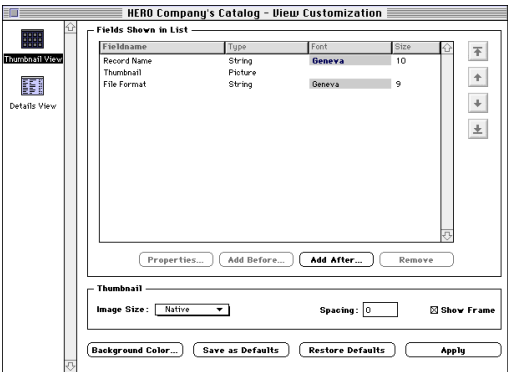 HERO Company's Catalog - View Customization
Thumbnail View
Details View
Fields Shown in List
Fieldname Type Font Size
Record Name String Geneva 10
Thumbnail Picture
File Format String Geneva 9
Properties... Add Before... Add After... Remove
Thumbnail
Image Size: Native Spacing: 0 Show Frame
Background Color... Save as Defaults Restore Defaults Apply